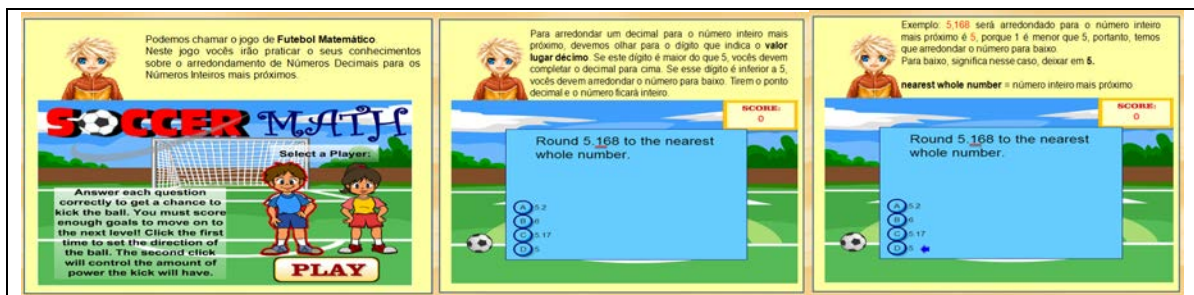 Podemos chamar o jogo de Futebol Matemático.
Neste jogo vocês irão praticar o seus conhecimentos
sobre o arredondamento de Números Decimais para os
Números Inteiros mais próximos.
SOCCER MATH
Select a Player:
Answer each question
correctly to get a chance to
kick the ball. You must score
enough goals to move on to
the next level! Click the first
time to set the direction of
the ball. The second click
will control the amount of
power the kick will have.
PLAY
Para arredondar um decimal para o número inteiro mais
próximo, devemos olhar para o dígito que indica o valor
lugar décimo. Se este dígito é maior do que 5, vocês devem
completar o decimal para cima. Se esse dígito é inferior a 5,
vocês devem arredondar o número para baixo. Tirem o ponto
decimal e o número ficará inteiro.
SCORE:
0
Round 5.168 to the nearest
whole number.
A 5.2
B 6
C 5.17
D 5
Exemplo: 5,168 será arredondado para o número inteiro
mais próximo é 5, porque 1 é menor que 5, portanto, temos
que arredondar o número para baixo.
Para baixo, significa nesse caso, deixar em 5.
nearest whole number = número inteiro mais próximo
SCORE:
0
Round 5.168 to the nearest
whole number.
A 5.2
B 6
C 5.17
D 5